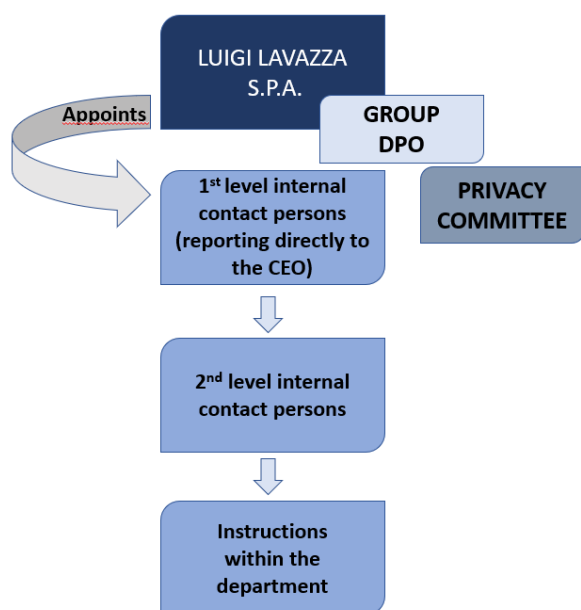 LUIGI LAVAZZA
S.P.A.
Appoints
GROUP
DPO
1st level internal
contact persons
(reporting directly to
the CEO)
PRIVACY
COMMITTEE
2nd level internal
contact persons
Instructions
within the
department